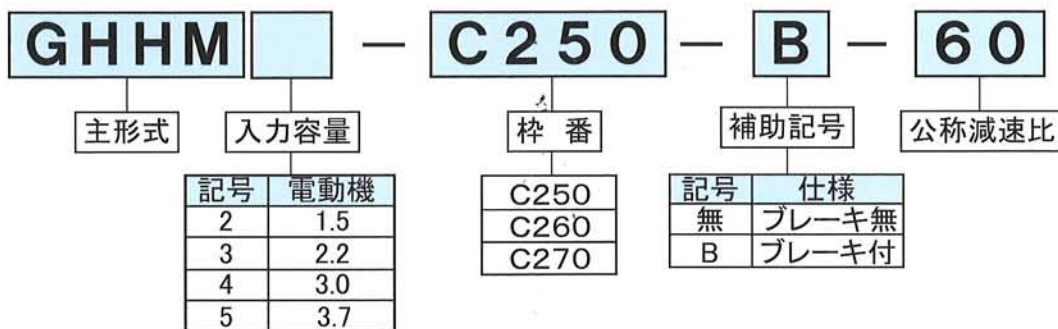 GHHM - C250 - B - 60
主形式 入力容量 枠番 補助記号 公称減速比
記号 電動機
2 1.5
3 2.2
4 3.0
5 3.7
C250
C260
C270
記号 仕様
無 ブレーキ無
B ブレーキ付